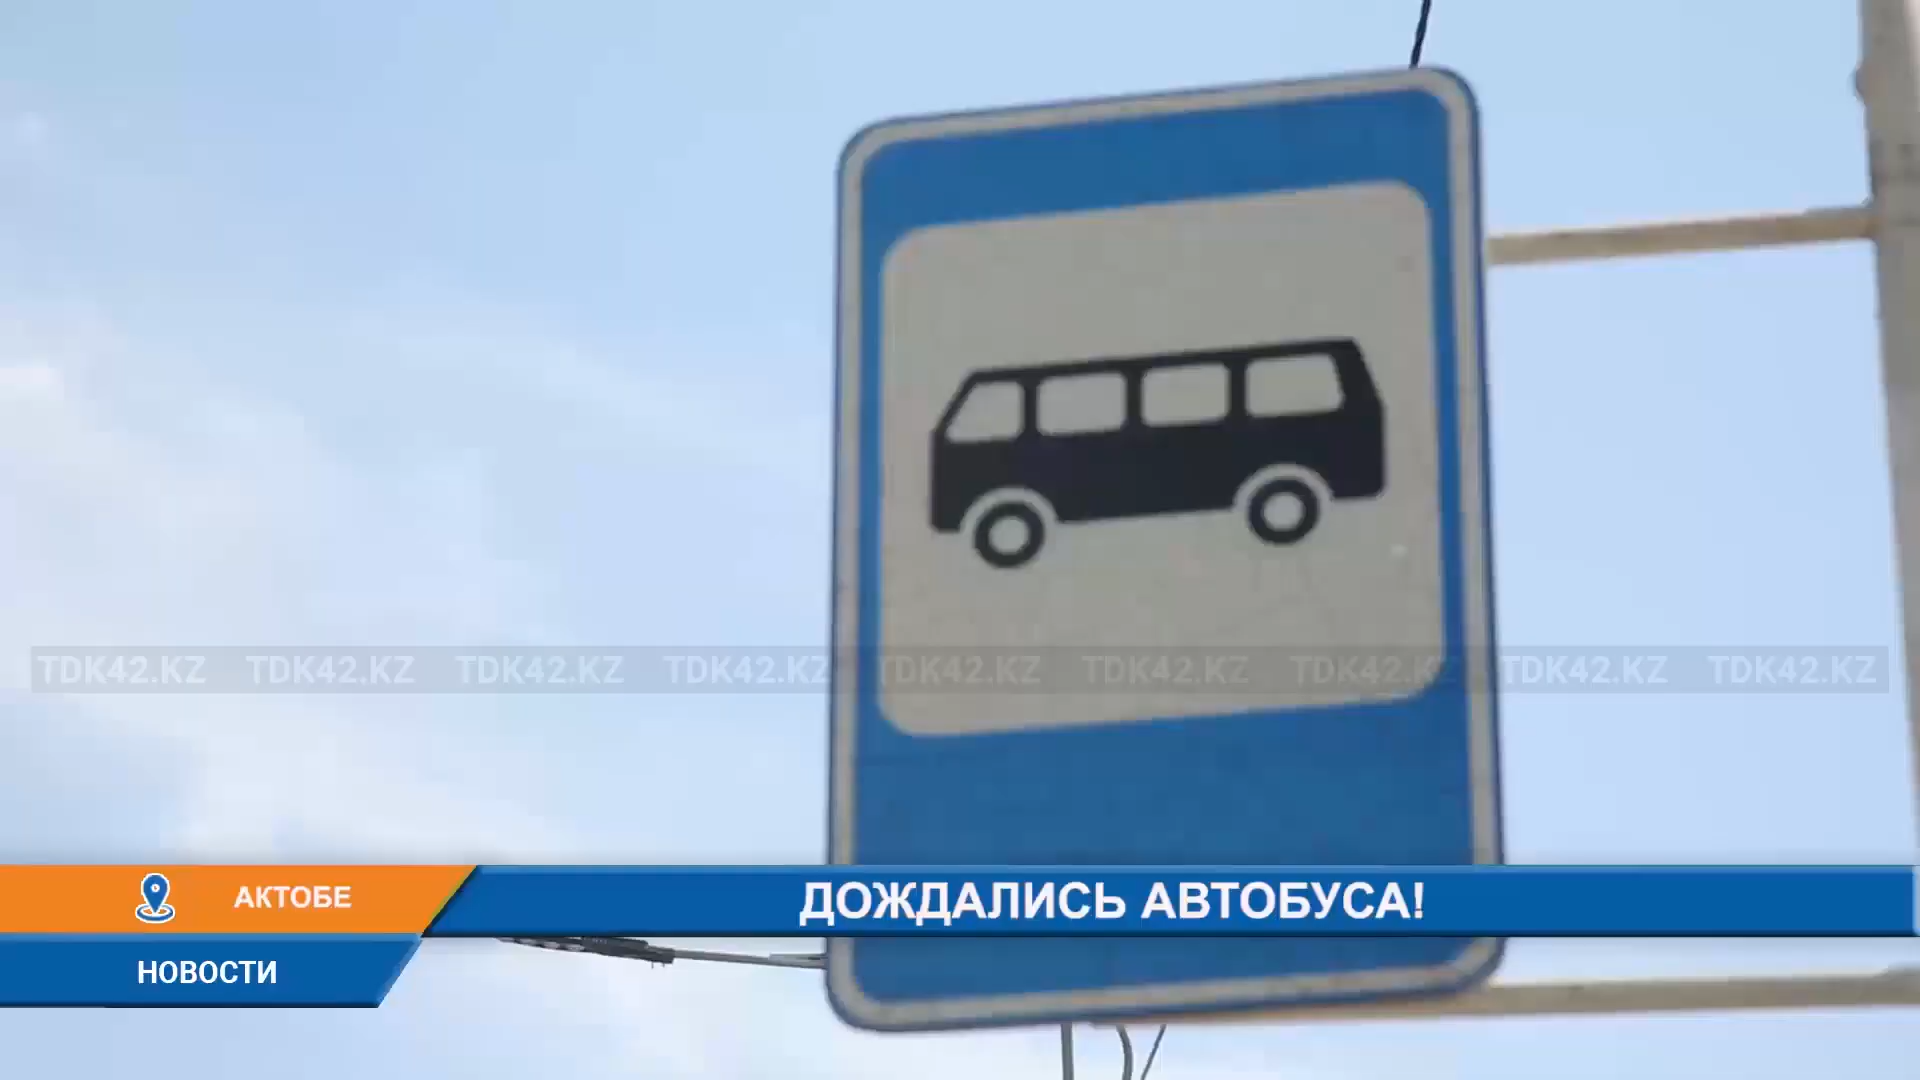 TDK42.KZ TDK42.KZ TDK42.KZ TDK42.KZ TDK42.KZ TDK42.KZ TDK42.KZ TDK42.KZ TDK42.KZ
АКТОБЕ
ДОЖДАЛИСЬ АВТОБУСА!
НОВОСТИ